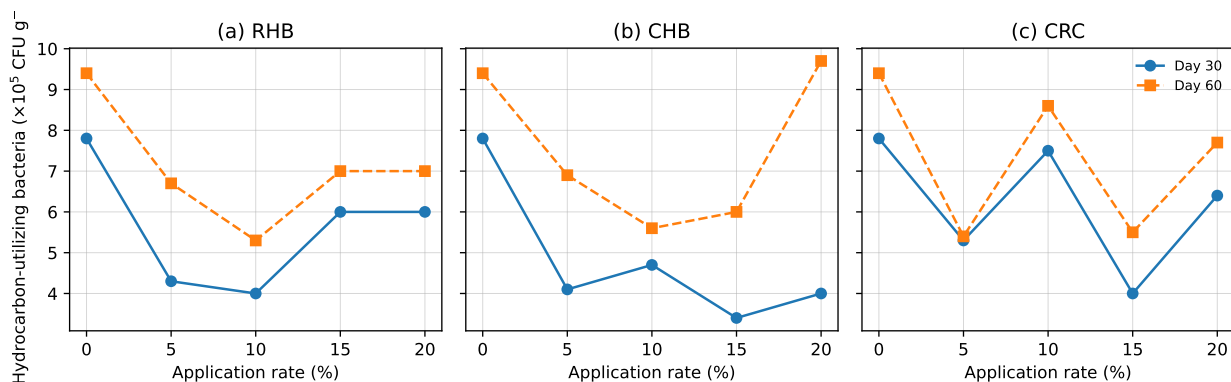 Hydrocarbon-utilizing bacteria (×10⁵ CFU g⁻
(a) RHB
10
9
8
7
6
5
4
0 5 10 15 20
Application rate (%)
(b) CHB
0 5 10 15 20
Application rate (%)
(c) CRC
Day 30
Day 60
0 5 10 15 20
Application rate (%)